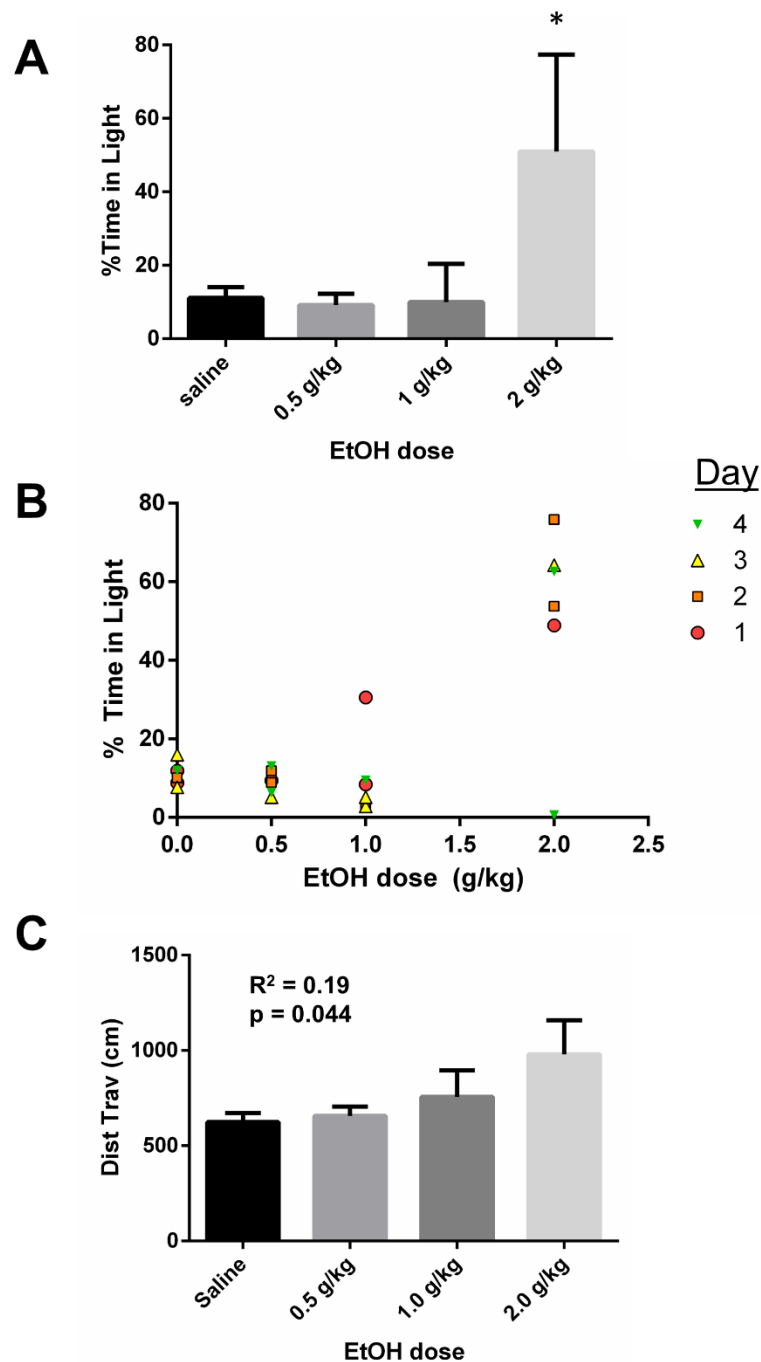 A
*
80
60
40
20
0
%Time in Light
saline
0.5 g/kg
1 g/kg
2 g/kg
EtOH dose
B
80
60
40
20
0
% Time in Light
0.0 0.5 1.0 1.5 2.0 2.5
EtOH dose (g/kg)
Day
4
3
2
1
C
1500
1000
500
0
Dist Trav (cm)
R² = 0.19
p = 0.044
Saline
0.5 g/kg
1.0 g/kg
2.0 g/kg
EtOH dose